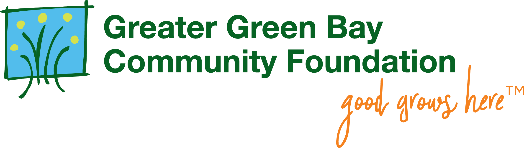 Greater Green Bay
Community Foundation
good grows here™